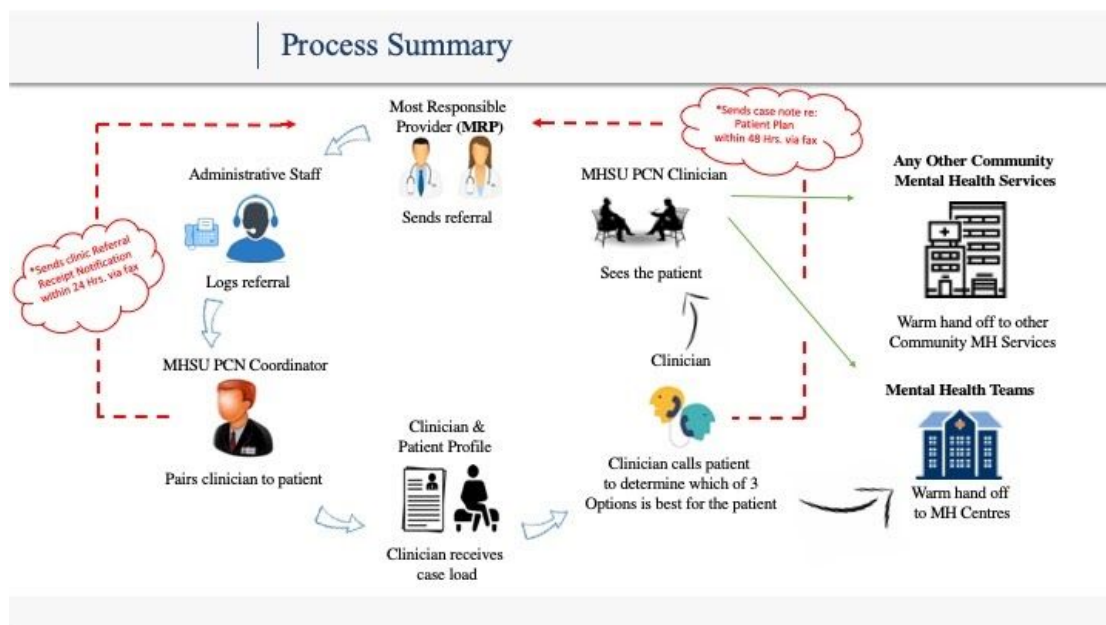 Process Summary
Most Responsible
Provider (MRP)
Sends referral
Administrative Staff
Logs referral
*Sends clinic Referral
Receipt Notification
within 24 Hrs. via fax
MHSU PCN Coordinator
Pairs clinician to patient
Clinician &
Patient Profile
Clinician receives
case load
Clinician
Clinician calls patient
to determine which of 3
Options is best for the patient
MHSU PCN Clinician
Sees the patient
*Sends case note re:
Patient Plan
within 48 Hrs. via fax
Any Other Community
Mental Health Services
Warm hand off to other
Community MH Services
Mental Health Teams
Warm hand off
to MH Centres